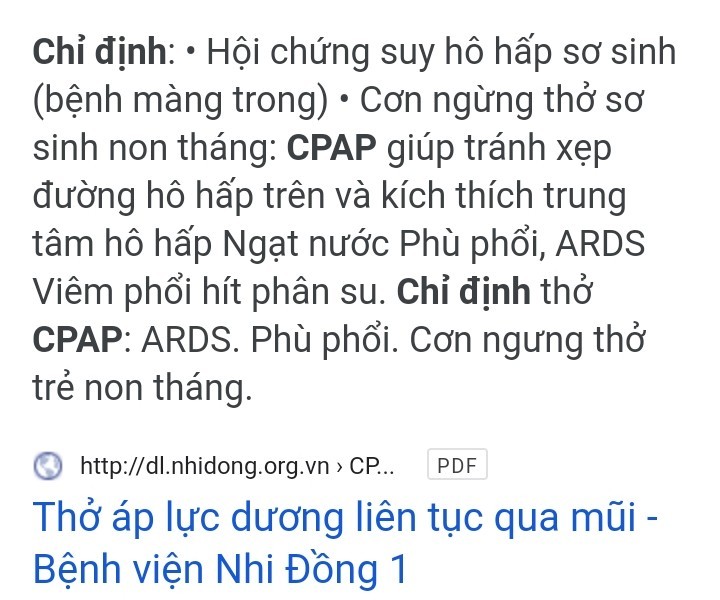 Chỉ định: • Hội chứng suy hô hấp sơ sinh
(bệnh màng trong) • Cơn ngừng thở sơ
sinh non tháng: CPAP giúp tránh xẹp
đường hô hấp trên và kích thích trung
tâm hô hấp Ngạt nước Phù phổi, ARDS
Viêm phổi hít phân su. Chỉ định thở
CPAP: ARDS. Phù phổi. Cơn ngưng thở
trẻ non tháng.
http://dl.nhidong.org.vn › CP... PDF
Thở áp lực dương liên tục qua mũi -
Bệnh viện Nhi Đồng 1